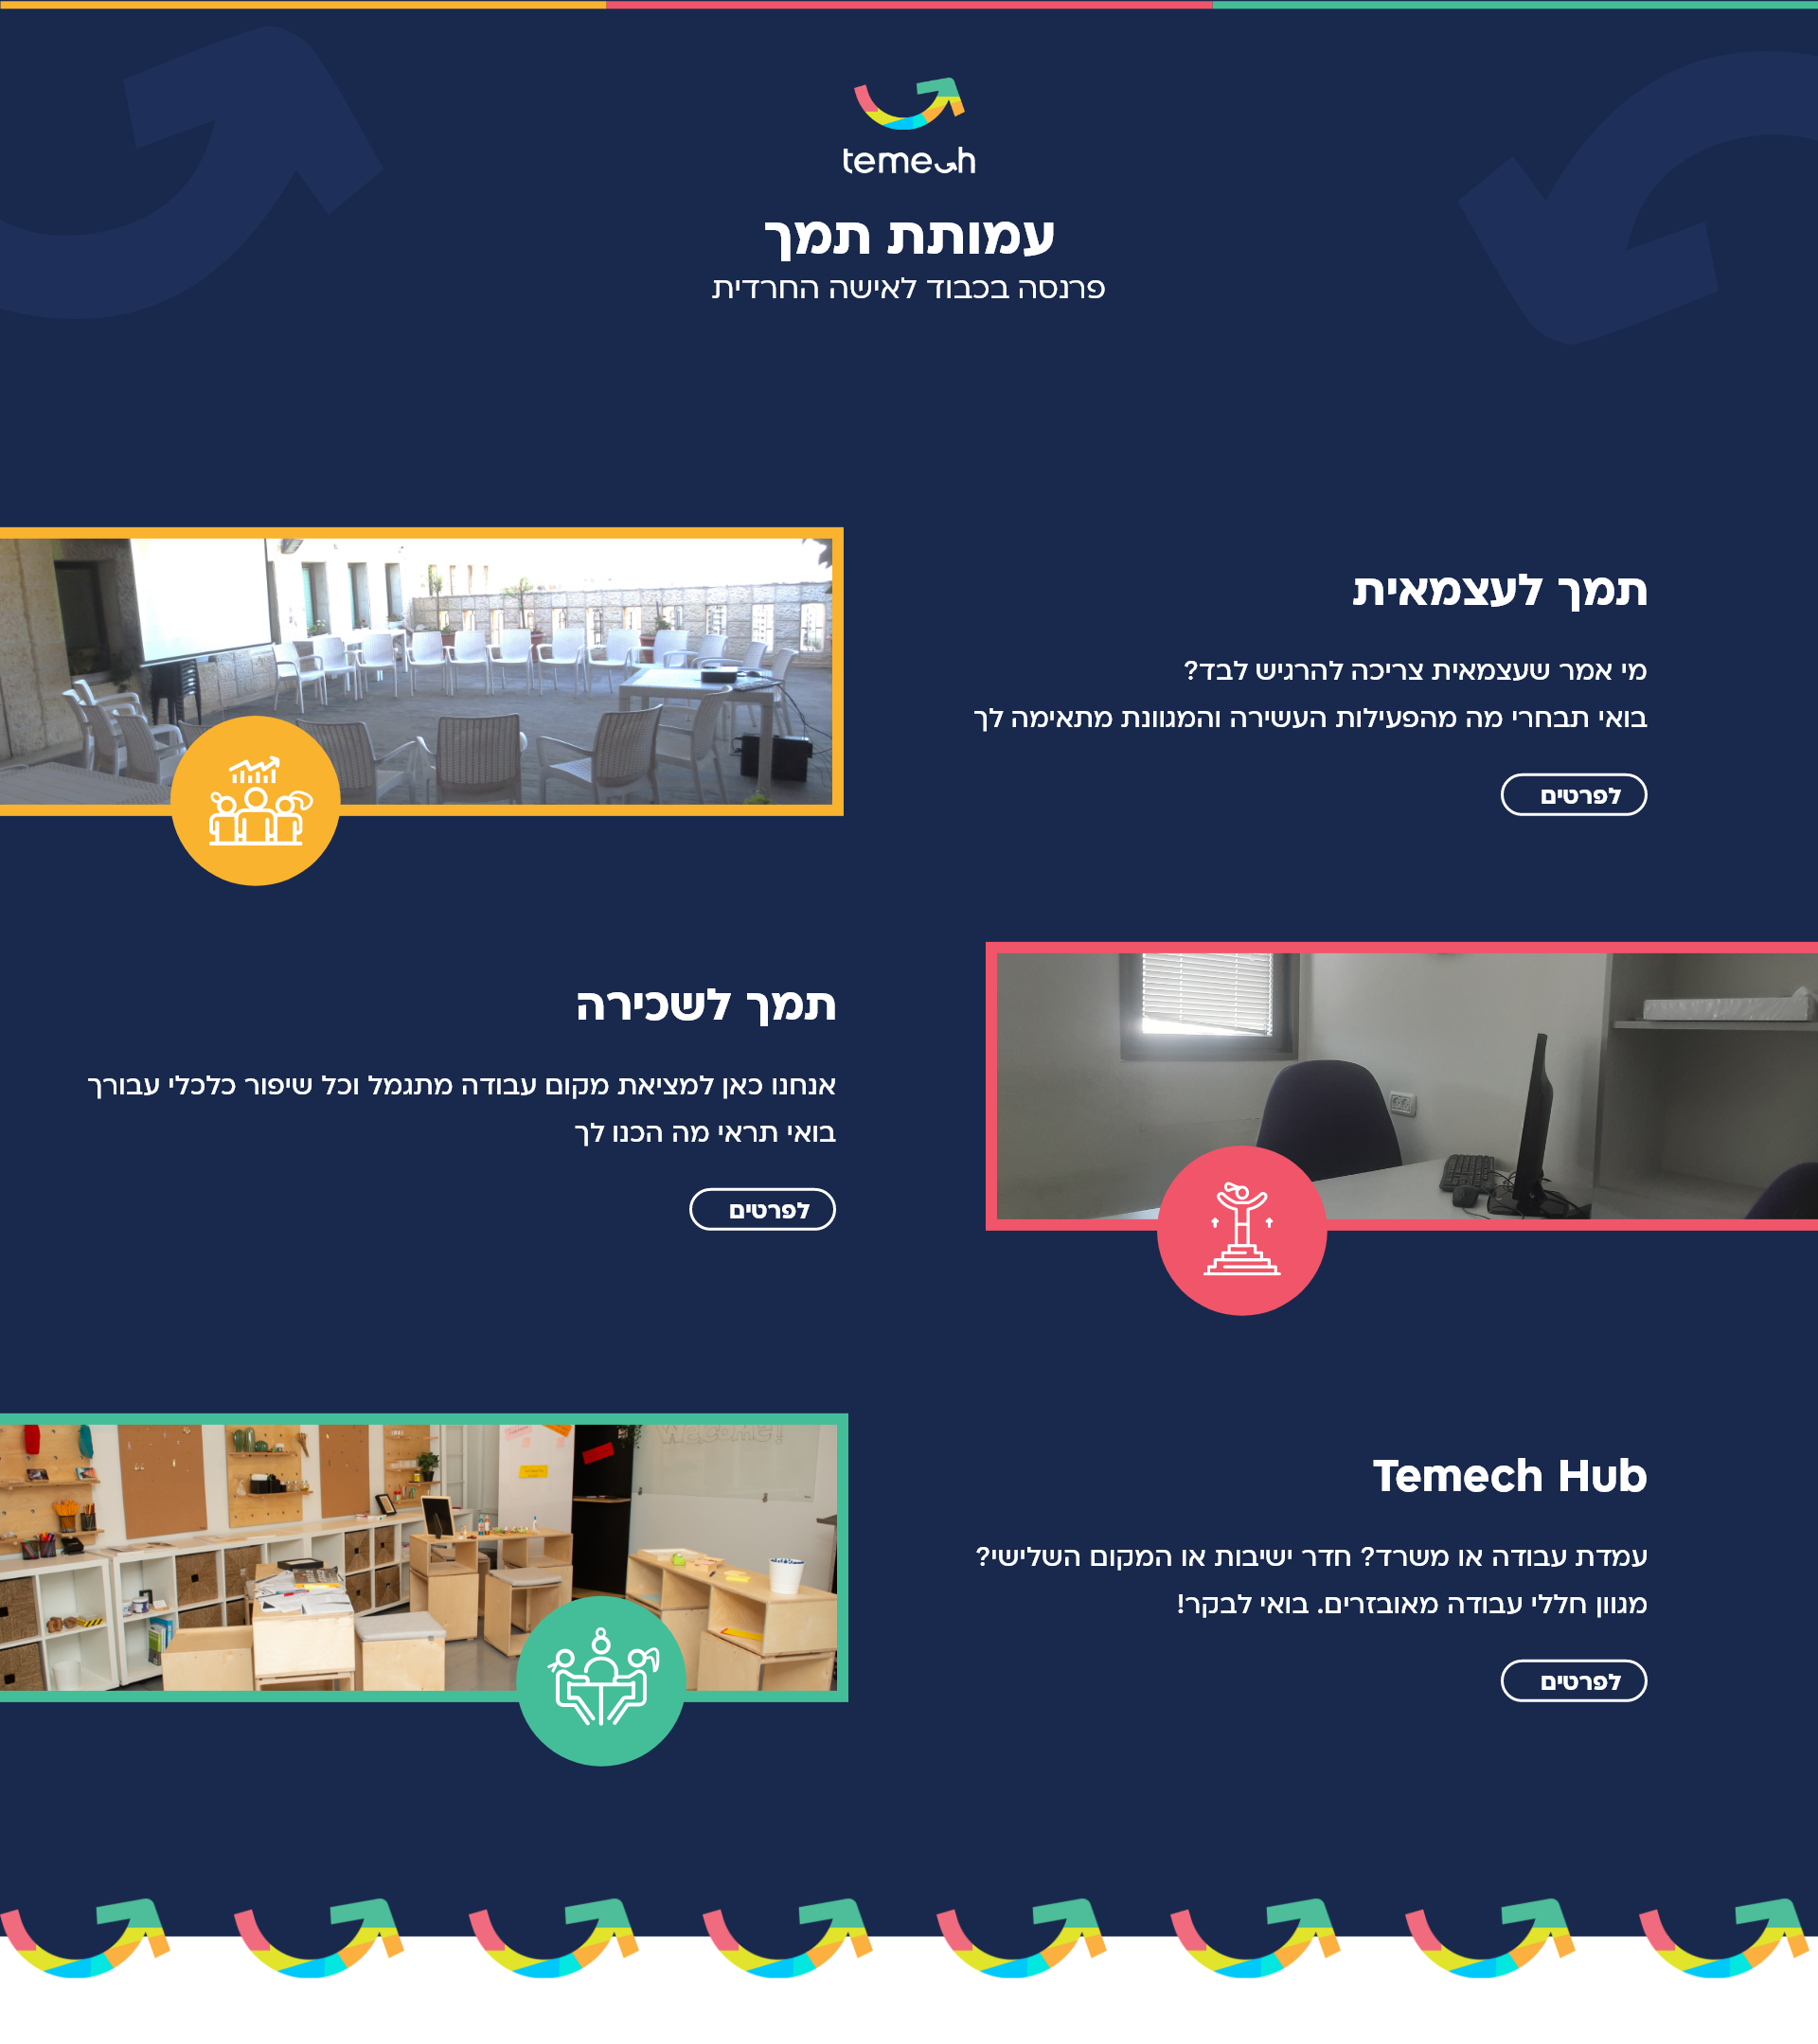 temech
עמותת תמך
פרנסה בכבוד לאישה החרדית
תמך לעצמאית
מי אמר שעצמאית צריכה להרגיש לבד?
בואי תבחרי מה מהפעילות העשירה והמגוונת מתאימה לך
לפרטים
תמך לשכירה
אנחנו כאן למציאת מקום עבודה מתגמל וכל שיפור כלכלי עבורך
בואי תראי מה הכנו לך
לפרטים
WELCOME!
Temech Hub
עמדת עבודה או משרד? חדר ישיבות או המקום השלישי?
מגוון חללי עבודה מאובזרים. בואי לבקר!
לפרטים